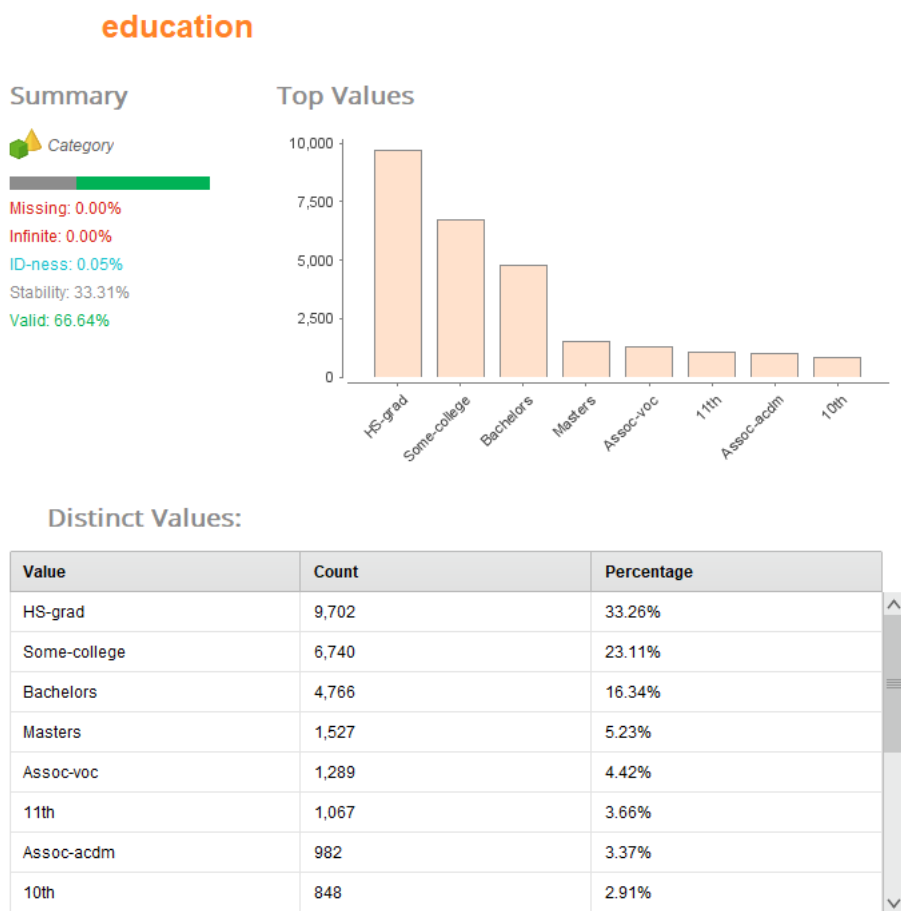 education
Summary
Category
Missing: 0.00%
Infinite: 0.00%
ID-ness: 0.05%
Stability: 33.31%
Valid: 66.64%
Top Values
10,000
7,500
5,000
2,500
0
HS-grad
Some-college
Bachelors
Masters
Assoc-voc
11th
Assoc-acdm
10th
Distinct Values:
Value Count Percentage
HS-grad 9,702 33.26%
Some-college 6,740 23.11%
Bachelors 4,766 16.34%
Masters 1,527 5.23%
Assoc-voc 1,289 4.42%
11th 1,067 3.66%
Assoc-acdm 982 3.37%
10th 848 2.91%